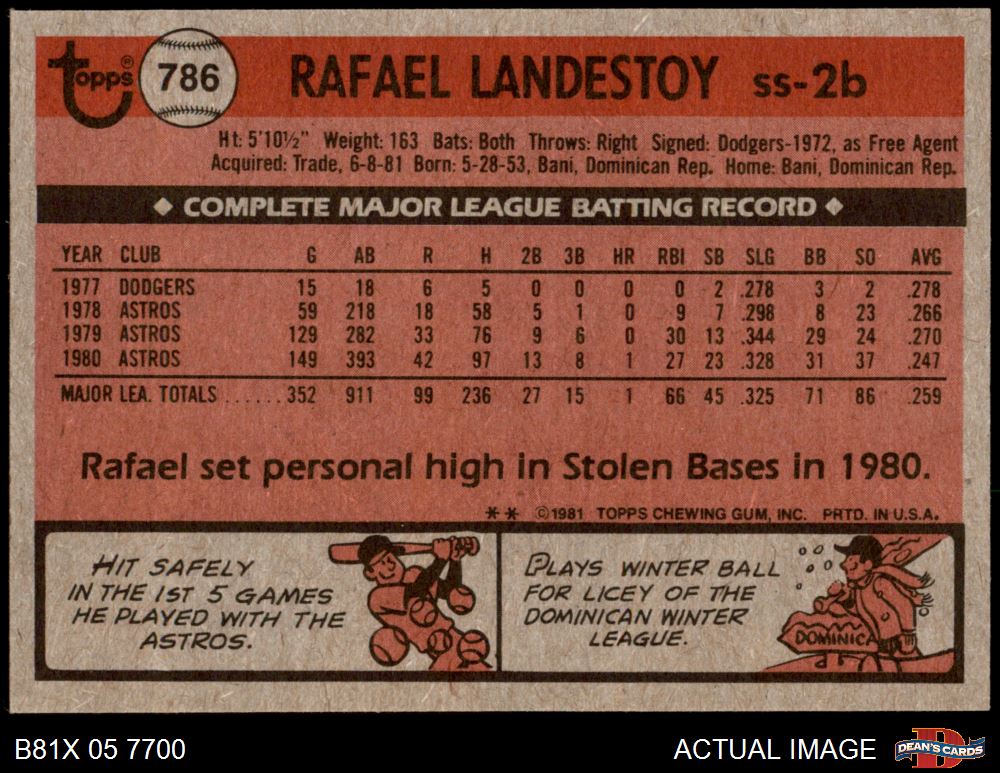 topps® 786 RAFAEL LANDESTOY ss-2b
Ht: 5'10½" Weight: 163 Bats: Both Throws: Right Signed: Dodgers-1972, as Free Agent
Acquired: Trade, 6-8-81 Born: 5-28-53, Bani, Dominican Rep. Home: Bani, Dominican Rep.
◆ COMPLETE MAJOR LEAGUE BATTING RECORD ◆
YEAR CLUB G AB R H 2B 3B HR RBI SB SLG BB SO AVG
1977 DODGERS 15 18 6 5 0 0 0 0 2 .278 3 2 .278
1978 ASTROS 59 218 18 58 5 1 0 9 7 .298 8 23 .266
1979 ASTROS 129 282 33 76 9 6 0 30 13 .344 29 24 .270
1980 ASTROS 149 393 42 97 13 8 1 27 23 .328 31 37 .247
MAJOR LEA. TOTALS ...... 352 911 99 236 27 15 1 66 45 .325 71 86 .259
Rafael set personal high in Stolen Bases in 1980.
** ©1981 TOPPS CHEWING GUM, INC. PRTD. IN U.S.A.
HIT SAFELY
IN THE 1ST 5 GAMES
HE PLAYED WITH THE
ASTROS.
PLAYS WINTER BALL
FOR LICEY OF THE
DOMINICAN WINTER
LEAGUE.
DOMINICA
B81X 05 7700
ACTUAL IMAGE
D
DEAN'S CARDS